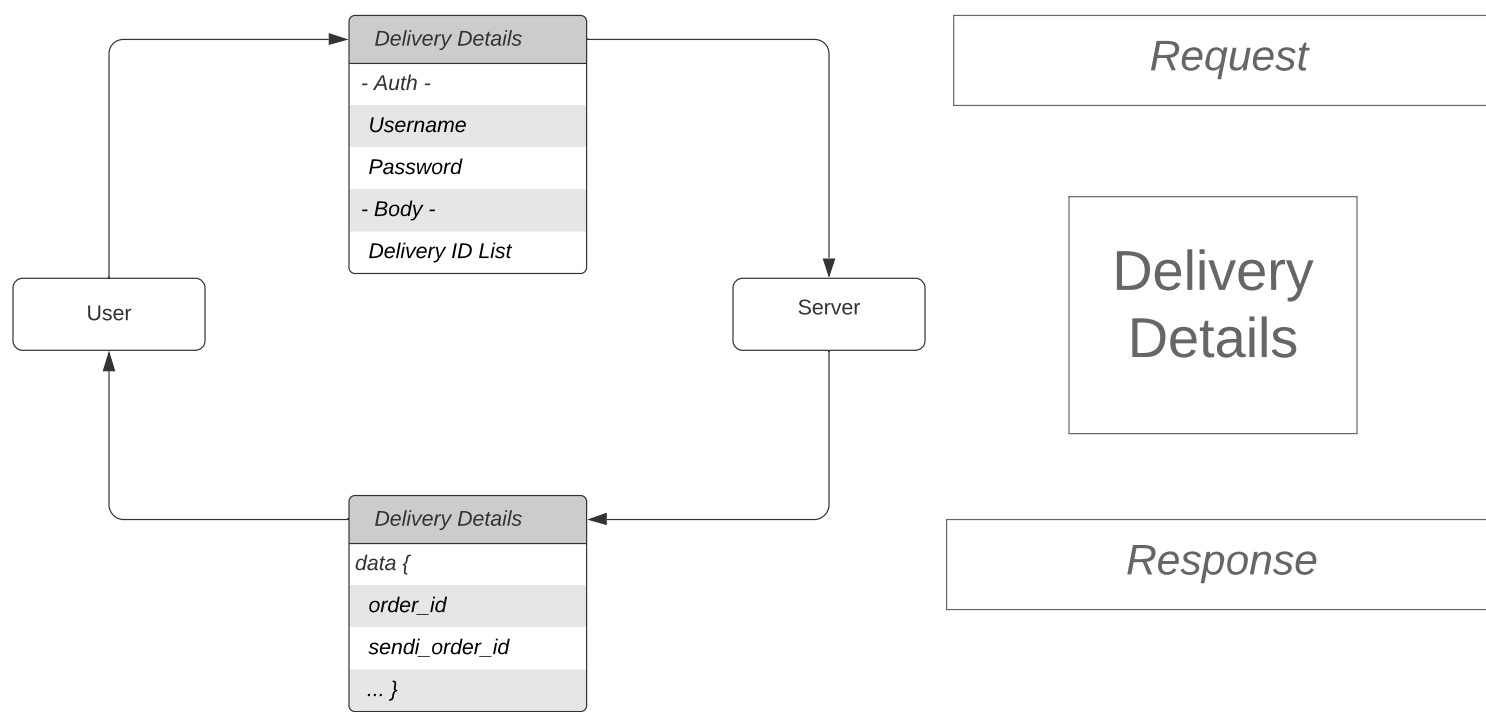 Delivery Details
- Auth -
Username
Password
- Body -
Delivery ID List
User
Server
Delivery Details
data {
order_id
sendi_order_id
... }
Request
Delivery
Details
Response